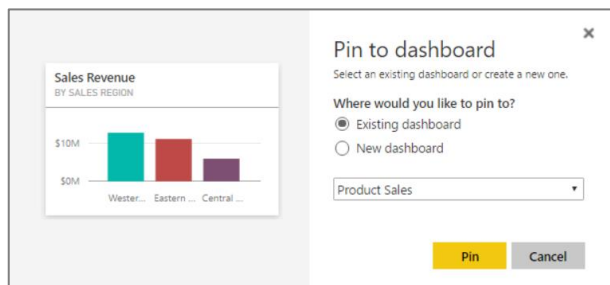 Sales Revenue
BY SALES REGION
$10M
$0M
Wester... Eastern ... Central ...
Pin to dashboard
Select an existing dashboard or create a new one.
Where would you like to pin to?
Existing dashboard
New dashboard
Product Sales
Pin Cancel